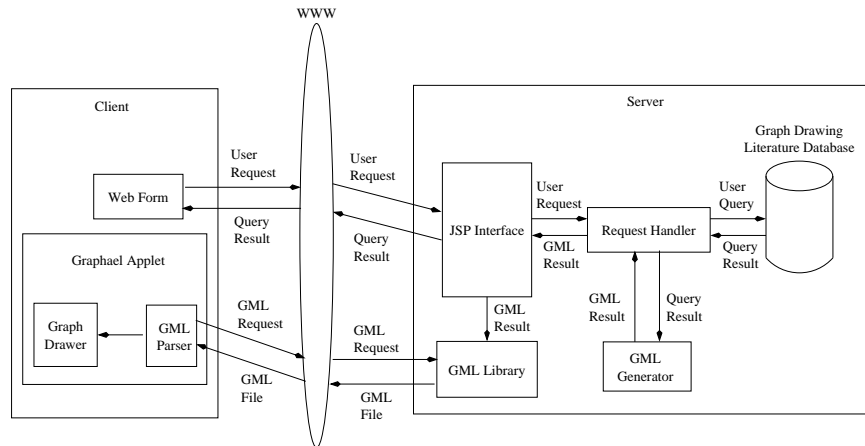 WWW
Client
Server
Graph Drawing
Literature Database
User
Request
User
Request
Web Form
Query
Result
Query
Result
JSP Interface
User
Request
GML
Result
Request Handler
User
Query
Query
Result
Graphael Applet
Graph
Drawer
GML
Parser
GML
Request
GML
File
GML
Request
GML
File
GML
Result
GML Library
GML
Result
Query
Result
GML
Generator